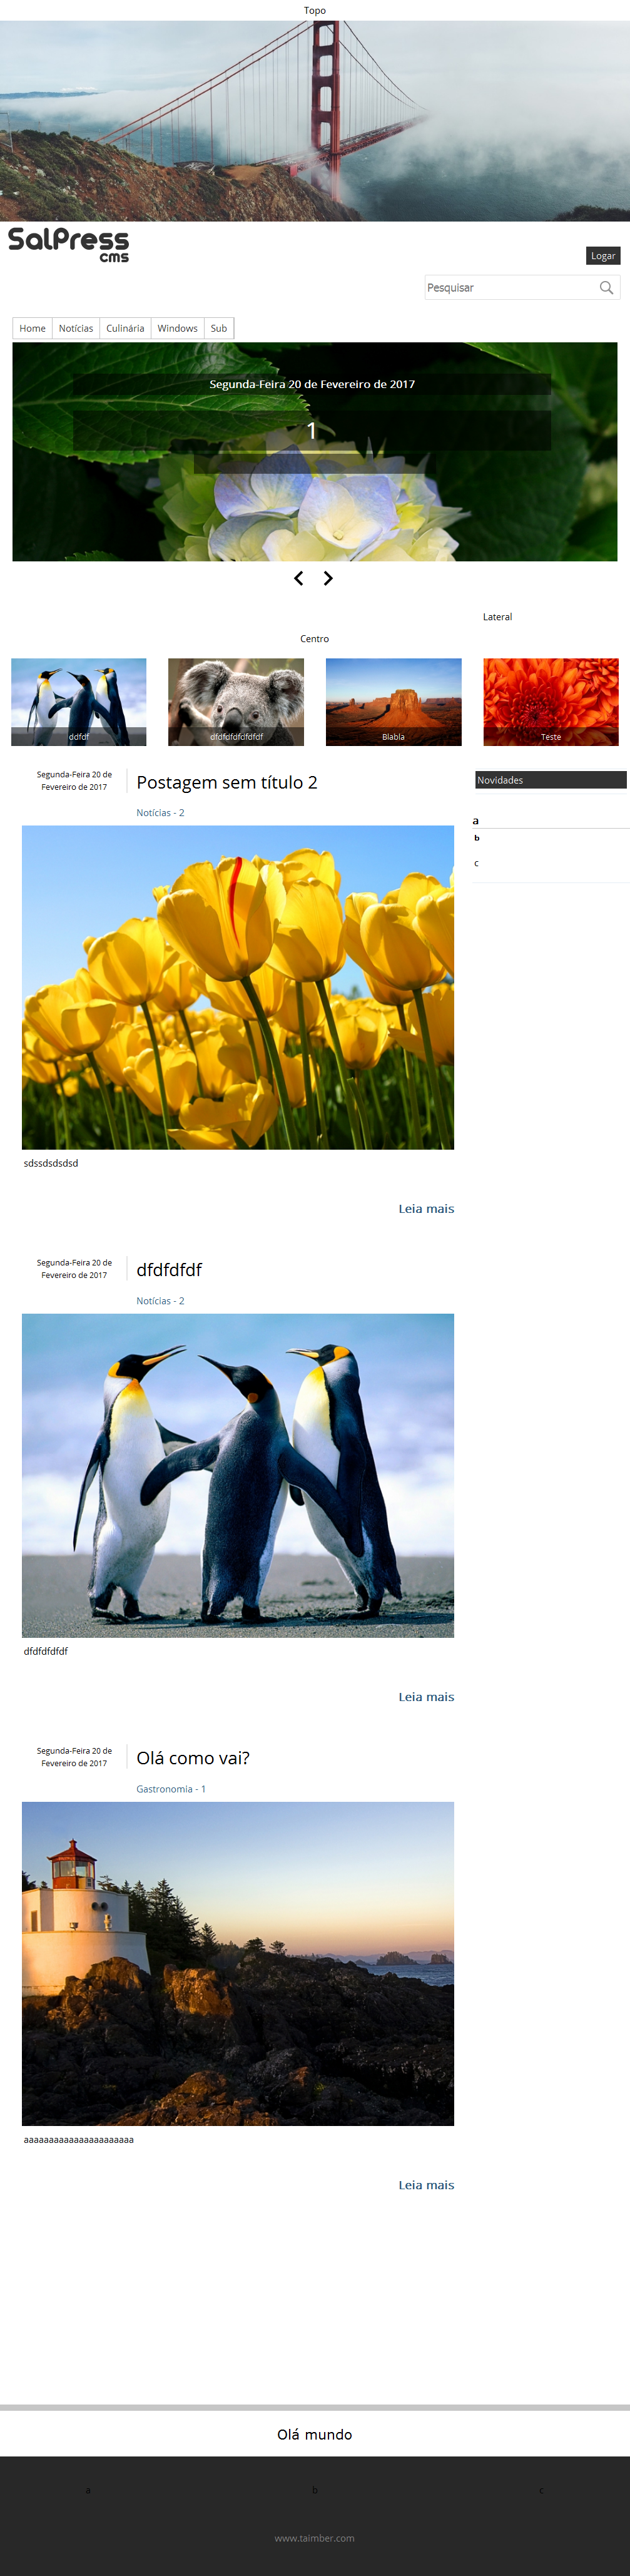 Topo
SalPress
cms
Logar
Pesquisar
Home Notícias Culinária Windows Sub
Segunda-Feira 20 de Fevereiro de 2017
1
Lateral
Centro
ddfdf dfdfdfdfdfdfdf Blabla Teste
Segunda-Feira 20 de
Fevereiro de 2017
Postagem sem título 2
Notícias - 2
Novidades
a
b
c
sdssdsdsdsd
Leia mais
Segunda-Feira 20 de
Fevereiro de 2017
dfdfdfdf
Notícias - 2
dfdfdfdfdf
Leia mais
Segunda-Feira 20 de
Fevereiro de 2017
Olá como vai?
Gastronomia - 1
aaaaaaaaaaaaaaaaaaaaaa
Leia mais
Olá mundo
a b c
www.taimber.com